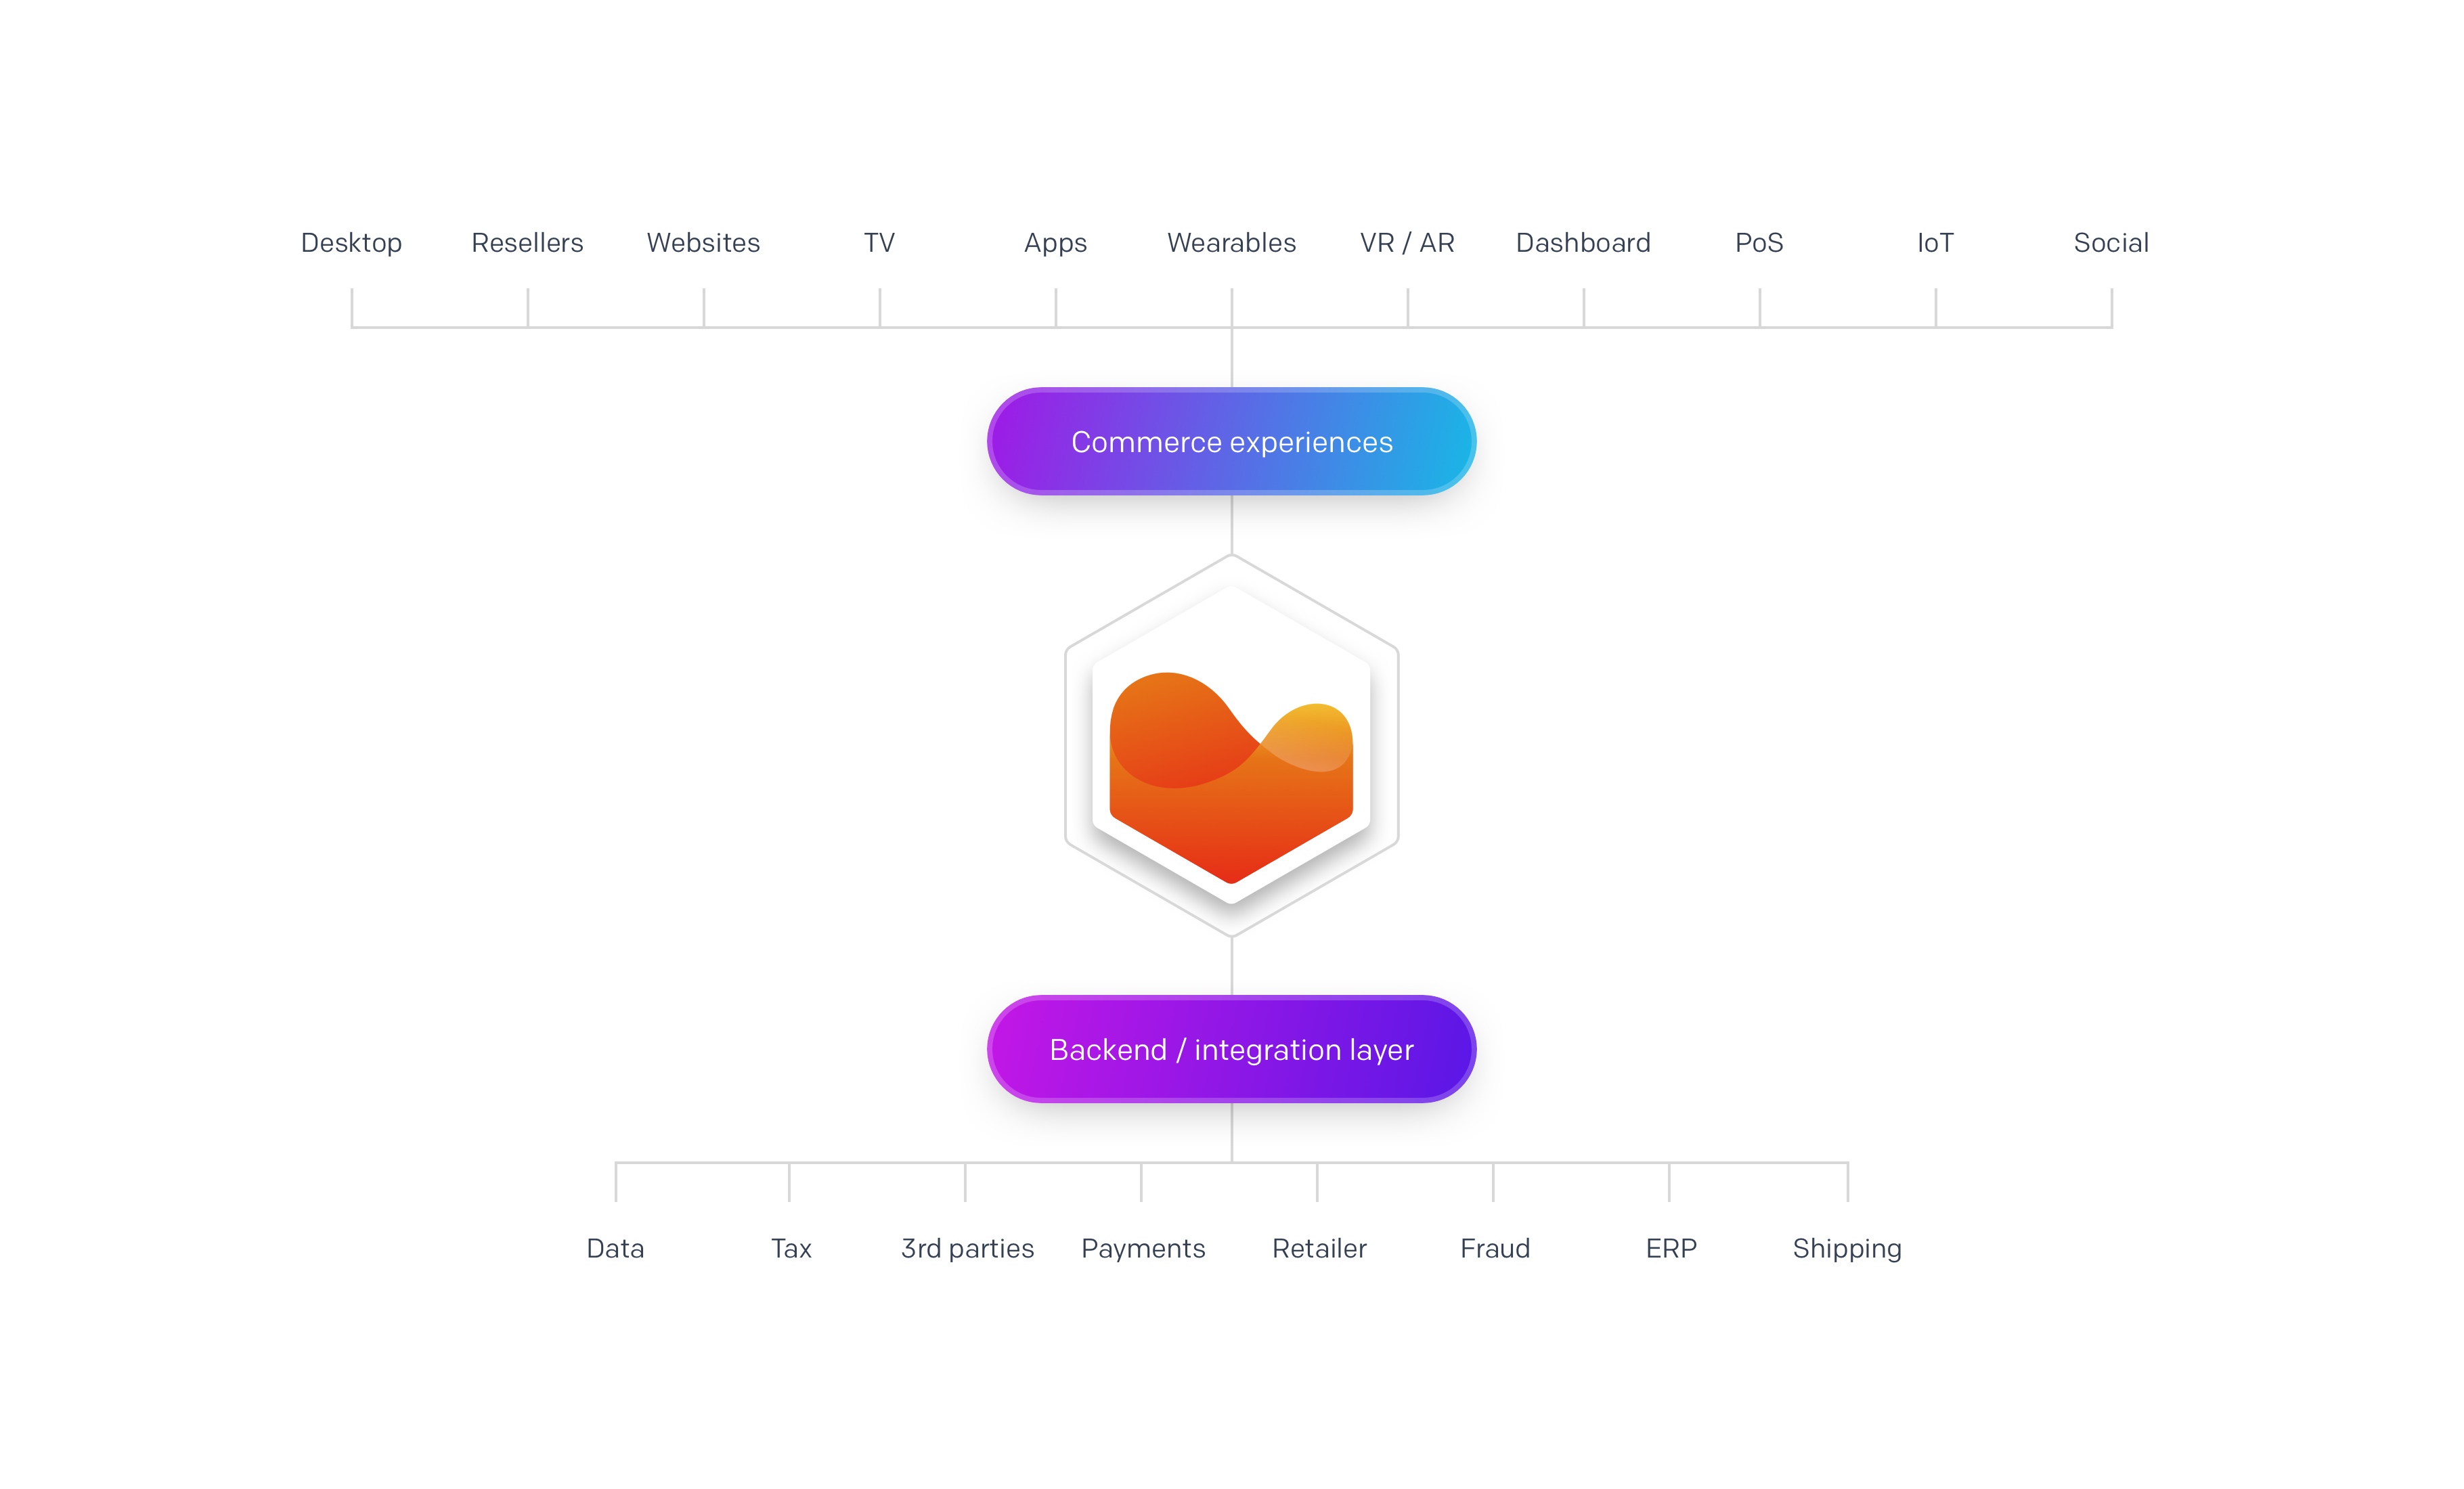 Desktop Resellers Websites TV Apps Wearables VR / AR Dashboard PoS IoT Social
Commerce experiences
Backend / integration layer
Data Tax 3rd parties Payments Retailer Fraud ERP Shipping